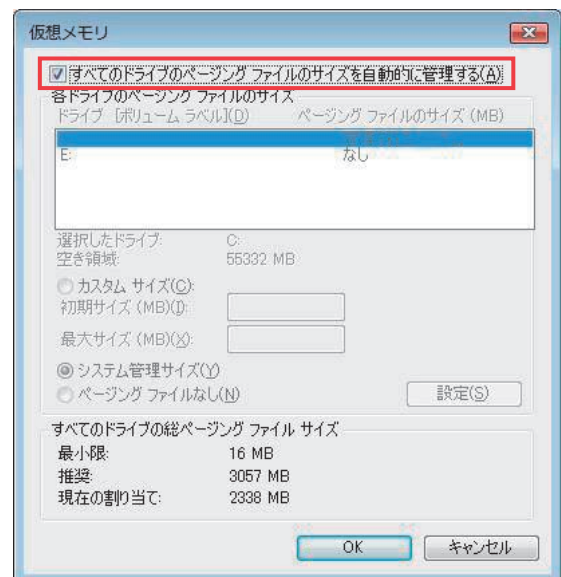 仮想メモリ
すべてのドライブのページング ファイルのサイズを自動的に管理する(A)
各ドライブのページング ファイルのサイズ
ドライブ [ボリューム ラベル](D) ページング ファイルのサイズ (MB)
E: なし
選択したドライブ: C:
空き領域: 55332 MB
カスタム サイズ(C):
初期サイズ (MB)(I):
最大サイズ (MB)(X):
システム管理サイズ(Y)
ページング ファイルなし(N) 設定(S)
すべてのドライブの総ページング ファイル サイズ
最小限: 16 MB
推奨: 3057 MB
現在の割り当て: 2338 MB
OK キャンセル